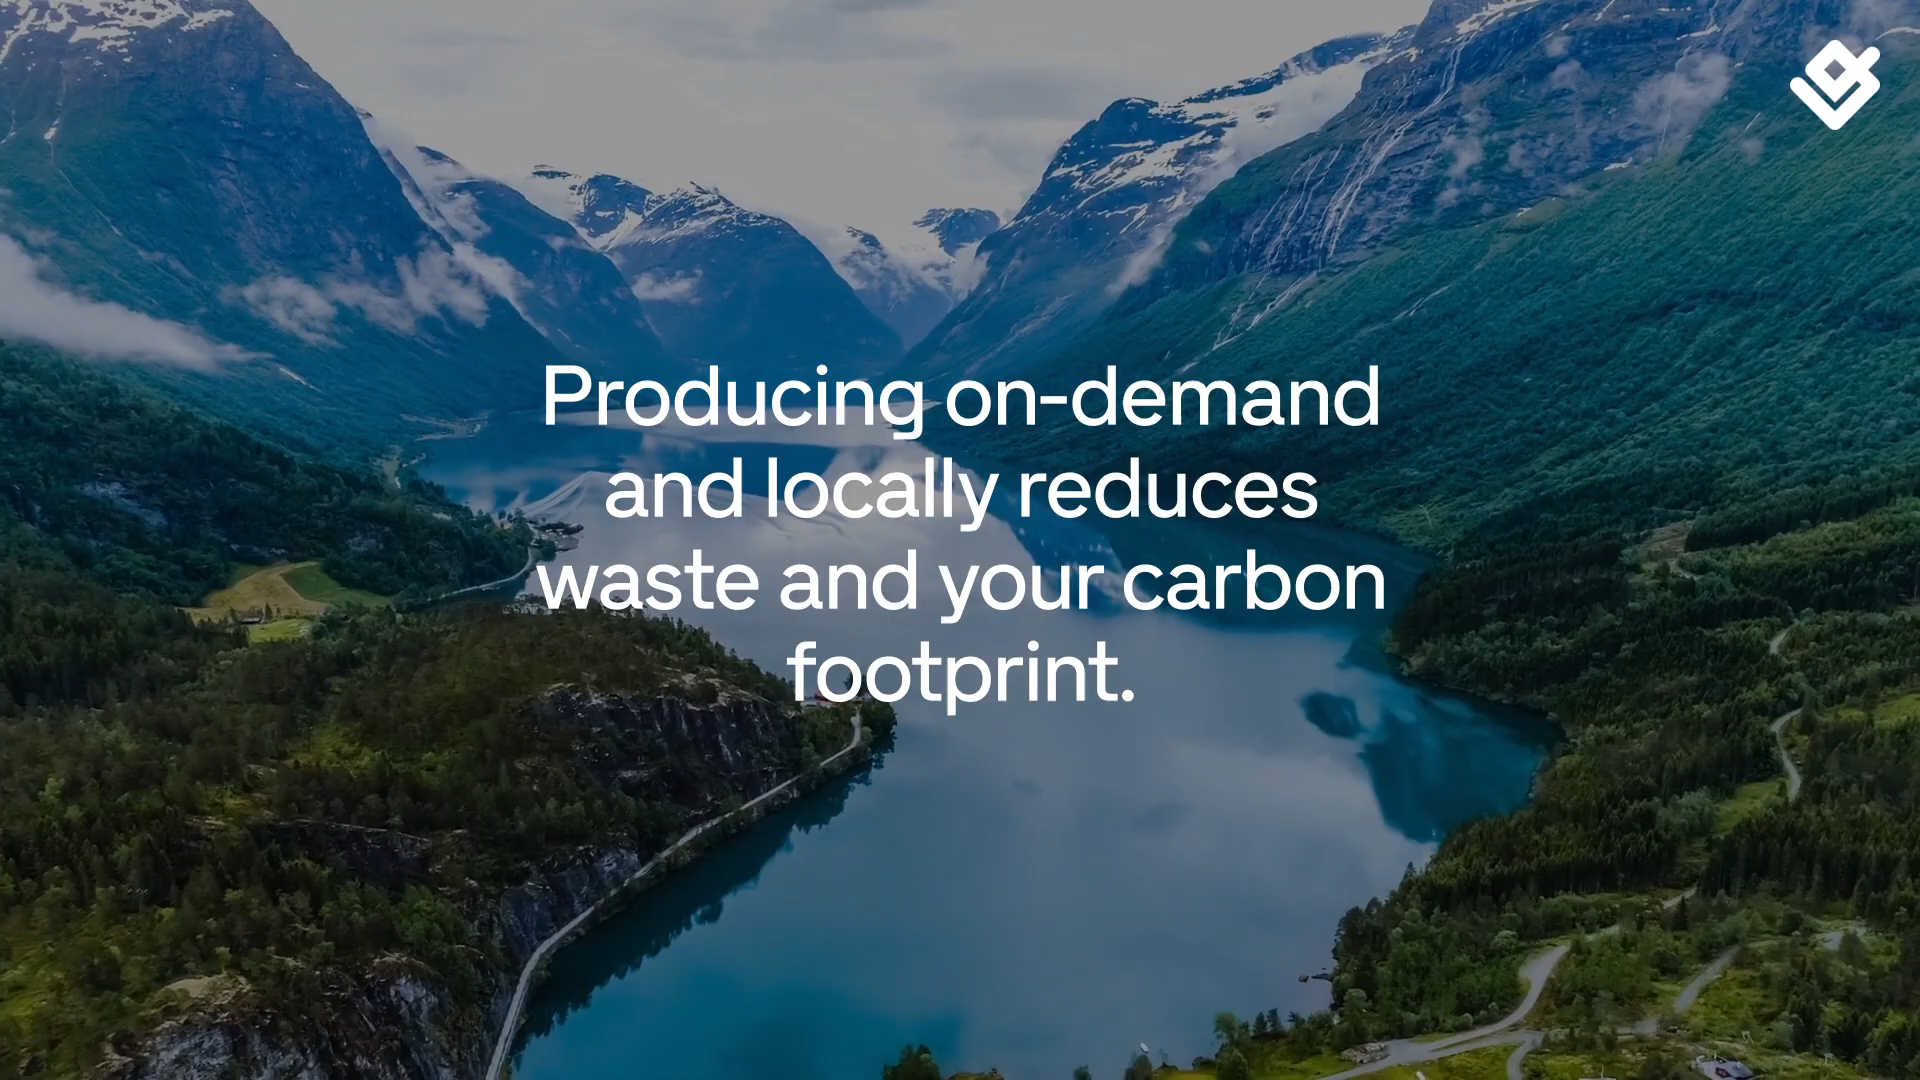 Producing on-demand
and locally reduces
waste and your carbon
footprint.